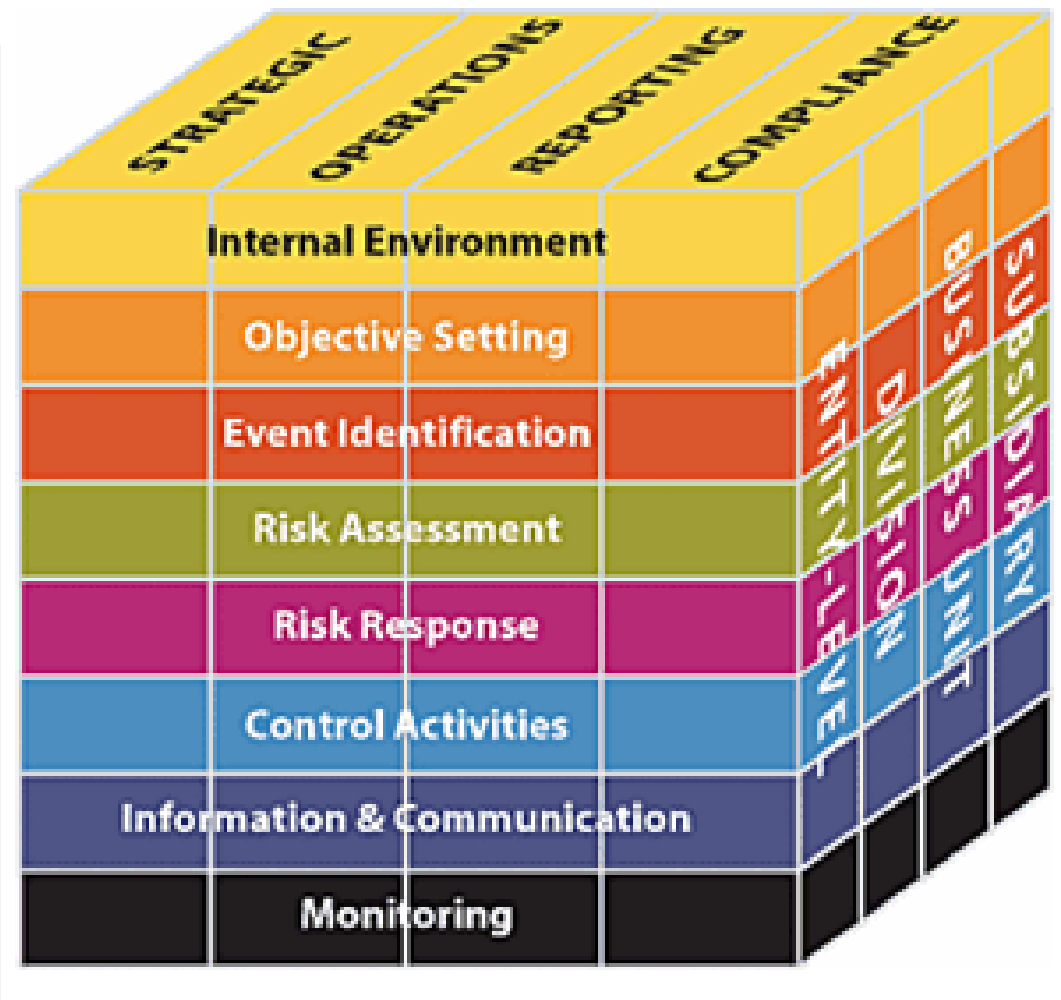 STRATEGIC
OPERATIONS
REPORTING
COMPLIANCE
Internal Environment
Objective Setting
Event Identification
Risk Assessment
Risk Response
Control Activities
Information & Communication
Monitoring
ENTITY-LEVEL
DIVISION
BUSINESS UNIT
SUBSIDIARY